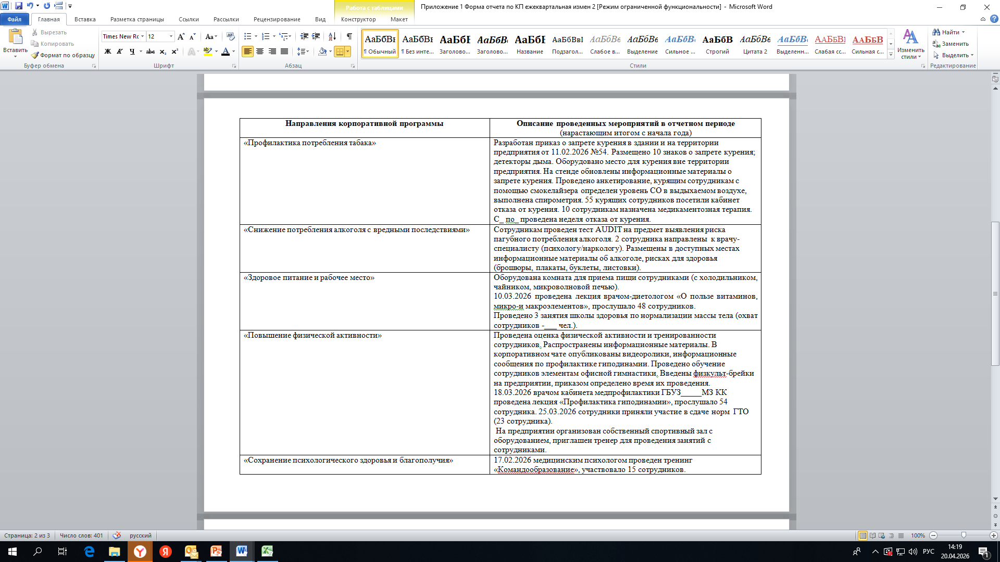 Работа с таблицами
Приложение 1 Форма отчета по КП ежеквартальная измен 2 [Режим ограниченной функциональности] - Microsoft Word
Файл Главная Вставка Разметка страницы Ссылки Рассылки Рецензирование Вид Конструктор Макет
Вставить
Вырезать
Копировать
Формат по образцу
Буфер обмена
Times New Rc 12
Ж К Ч abc x₂ x²
Шрифт
Абзац
АаБбВв АаБбВв АаБбВ АаБбВв АаБбВ АаБбВвІ АаБбВв АаБбВв АаБбВв АаБбВ АаБбВв АаБбВв ААБбВІ ААБбВ
¶ Обычный ¶ Без инте... Заголово... Заголово... Название Подзагол... Слабое в... Выделение Сильное ... Строгий Цитата 2 Выделенн... Слабая сс... Сильная с...
Стили
Изменить стили
Найти
Заменить
Выделить
Редактирование
Направления корпоративной программы
Описание проведенных мероприятий в отчетном периоде
(нарастающим итогом с начала года)
«Профилактика потребления табака»
Разработан приказ о запрете курения в здании и на территории
предприятия от 11.02.2026 №54. Размещено 10 знаков о запрете курения;
детекторы дыма. Оборудовано место для курения вне территории
предприятия. На стенде обновлены информационные материалы о
запрете курения. Проведено анкетирование, курящим сотрудникам с
помощью смокелайзера определен уровень СО в выдыхаемом воздухе,
выполнена спирометрия. 55 курящих сотрудников посетили кабинет
отказа от курения. 10 сотрудникам назначена медикаментозная терапия.
С_ по_ проведена неделя отказа от курения.
«Снижение потребления алкоголя с вредными последствиями»
Сотрудникам проведен тест AUDIT на предмет выявления риска
пагубного потребления алкоголя. 2 сотрудника направлены к врачу-
специалисту (психологу/наркологу). Размещены в доступных местах
информационные материалы об алкоголе, рисках для здоровья
(брошюры, плакаты, буклеты, листовки).
«Здоровое питание и рабочее место»
Оборудована комната для приема пищи сотрудниками (с холодильником,
чайником, микроволновой печью).
10.03.2026 проведена лекция врачом-диетологом «О пользе витаминов,
микро-и макроэлементов», прослушало 48 сотрудников.
Проведено 3 занятия школы здоровья по нормализации массы тела (охват
сотрудников -___ чел.).
«Повышение физической активности»
Проведена оценка физической активности и тренированности
сотрудников. Распространены информационные материалы. В
корпоративном чате опубликованы видеоролики, информационные
сообщения по профилактике гиподинамии. Проведено обучение
сотрудников элементам офисной гимнастики. Введены физкульт-брейки
на предприятии, приказом определено время их проведения.
18.03.2026 врачом кабинета медпрофилактики ГБУЗ_____МЗ КК
проведена лекция «Профилактика гиподинамии», прослушало 54
сотрудника. 25.03.2026 сотрудники приняли участие в сдаче норм ГТО
(23 сотрудника).
На предприятии организован собственный спортивный зал с
оборудованием, приглашен тренер для проведения занятий с
сотрудниками.
«Сохранение психологического здоровья и благополучия»
17.02.2026 медицинским психологом проведен тренинг
«Командообразование», участвовало 15 сотрудников.
Страница: 2 из 3 Число слов: 401 русский 100%
РУС
14:19
20.04.2026
1